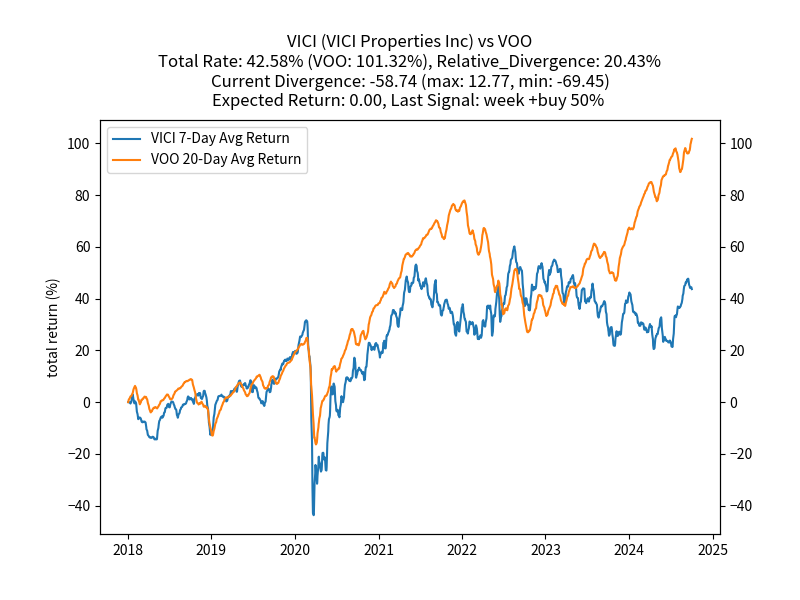 VICI (VICI Properties Inc) vs VOO
Total Rate: 42.58% (VOO: 101.32%), Relative_Divergence: 20.43%
Current Divergence: -58.74 (max: 12.77, min: -69.45)
Expected Return: 0.00, Last Signal: week +buy 50%
VICI 7-Day Avg Return
VOO 20-Day Avg Return
total return (%)
100 100
80 80
60 60
40 40
20 20
0 0
−20 −20
−40 −40
2018 2019 2020 2021 2022 2023 2024 2025